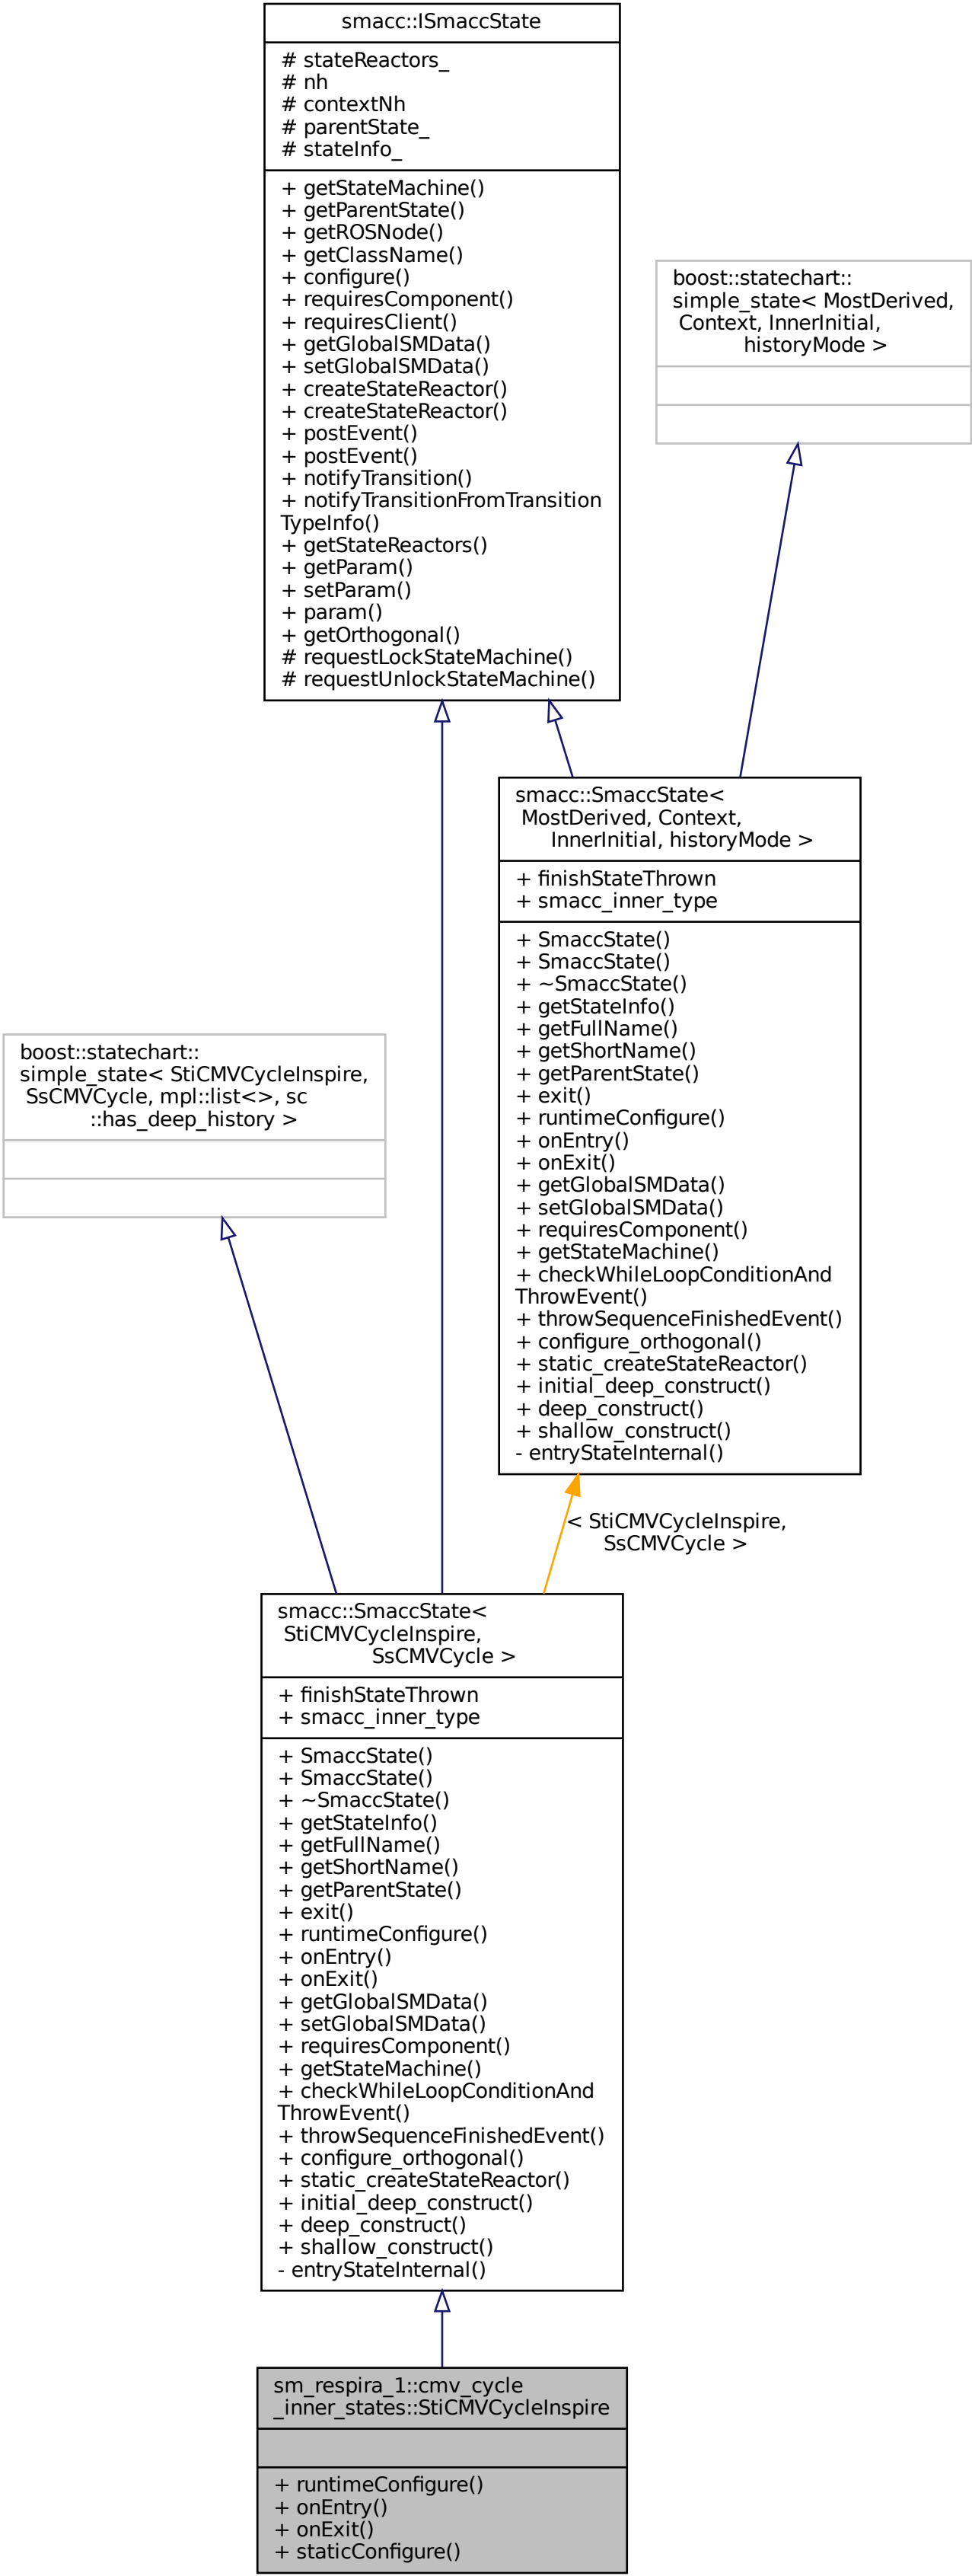 smacc::ISmaccState
# stateReactors_
# nh
# contextNh
# parentState_
# stateInfo_
+ getStateMachine()
+ getParentState()
+ getROSNode()
+ getClassName()
+ configure()
+ requiresComponent()
+ requiresClient()
+ getGlobalSMData()
+ setGlobalSMData()
+ createStateReactor()
+ createStateReactor()
+ postEvent()
+ postEvent()
+ notifyTransition()
+ notifyTransitionFromTransition
TypeInfo()
+ getStateReactors()
+ getParam()
+ setParam()
+ param()
+ getOrthogonal()
# requestLockStateMachine()
# requestUnlockStateMachine()
boost::statechart::
simple_state< MostDerived,
Context, InnerInitial,
historyMode >
smacc::SmaccState<
MostDerived, Context,
InnerInitial, historyMode >
+ finishStateThrown
+ smacc_inner_type
+ SmaccState()
+ SmaccState()
+ ~SmaccState()
+ getStateInfo()
+ getFullName()
+ getShortName()
+ getParentState()
+ exit()
+ runtimeConfigure()
+ onEntry()
+ onExit()
+ getGlobalSMData()
+ setGlobalSMData()
+ requiresComponent()
+ getStateMachine()
+ checkWhileLoopConditionAnd
ThrowEvent()
+ throwSequenceFinishedEvent()
+ configure_orthogonal()
+ static_createStateReactor()
+ initial_deep_construct()
+ deep_construct()
+ shallow_construct()
- entryStateInternal()
boost::statechart::
simple_state< StiCMVCycleInspire,
SsCMVCycle, mpl::list<>, sc
::has_deep_history >
< StiCMVCycleInspire,
SsCMVCycle >
smacc::SmaccState<
StiCMVCycleInspire,
SsCMVCycle >
+ finishStateThrown
+ smacc_inner_type
+ SmaccState()
+ SmaccState()
+ ~SmaccState()
+ getStateInfo()
+ getFullName()
+ getShortName()
+ getParentState()
+ exit()
+ runtimeConfigure()
+ onEntry()
+ onExit()
+ getGlobalSMData()
+ setGlobalSMData()
+ requiresComponent()
+ getStateMachine()
+ checkWhileLoopConditionAnd
ThrowEvent()
+ throwSequenceFinishedEvent()
+ configure_orthogonal()
+ static_createStateReactor()
+ initial_deep_construct()
+ deep_construct()
+ shallow_construct()
- entryStateInternal()
sm_respira_1::cmv_cycle
_inner_states::StiCMVCycleInspire
+ runtimeConfigure()
+ onEntry()
+ onExit()
+ staticConfigure()